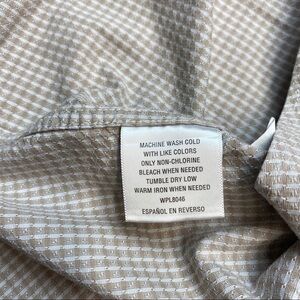 MACHINE WASH COLD
WITH LIKE COLORS
ONLY NON-CHLORINE
BLEACH WHEN NEEDED
TUMBLE DRY LOW
WARM IRON WHEN NEEDED
WPL8046
ESPAÑOL EN REVERSO